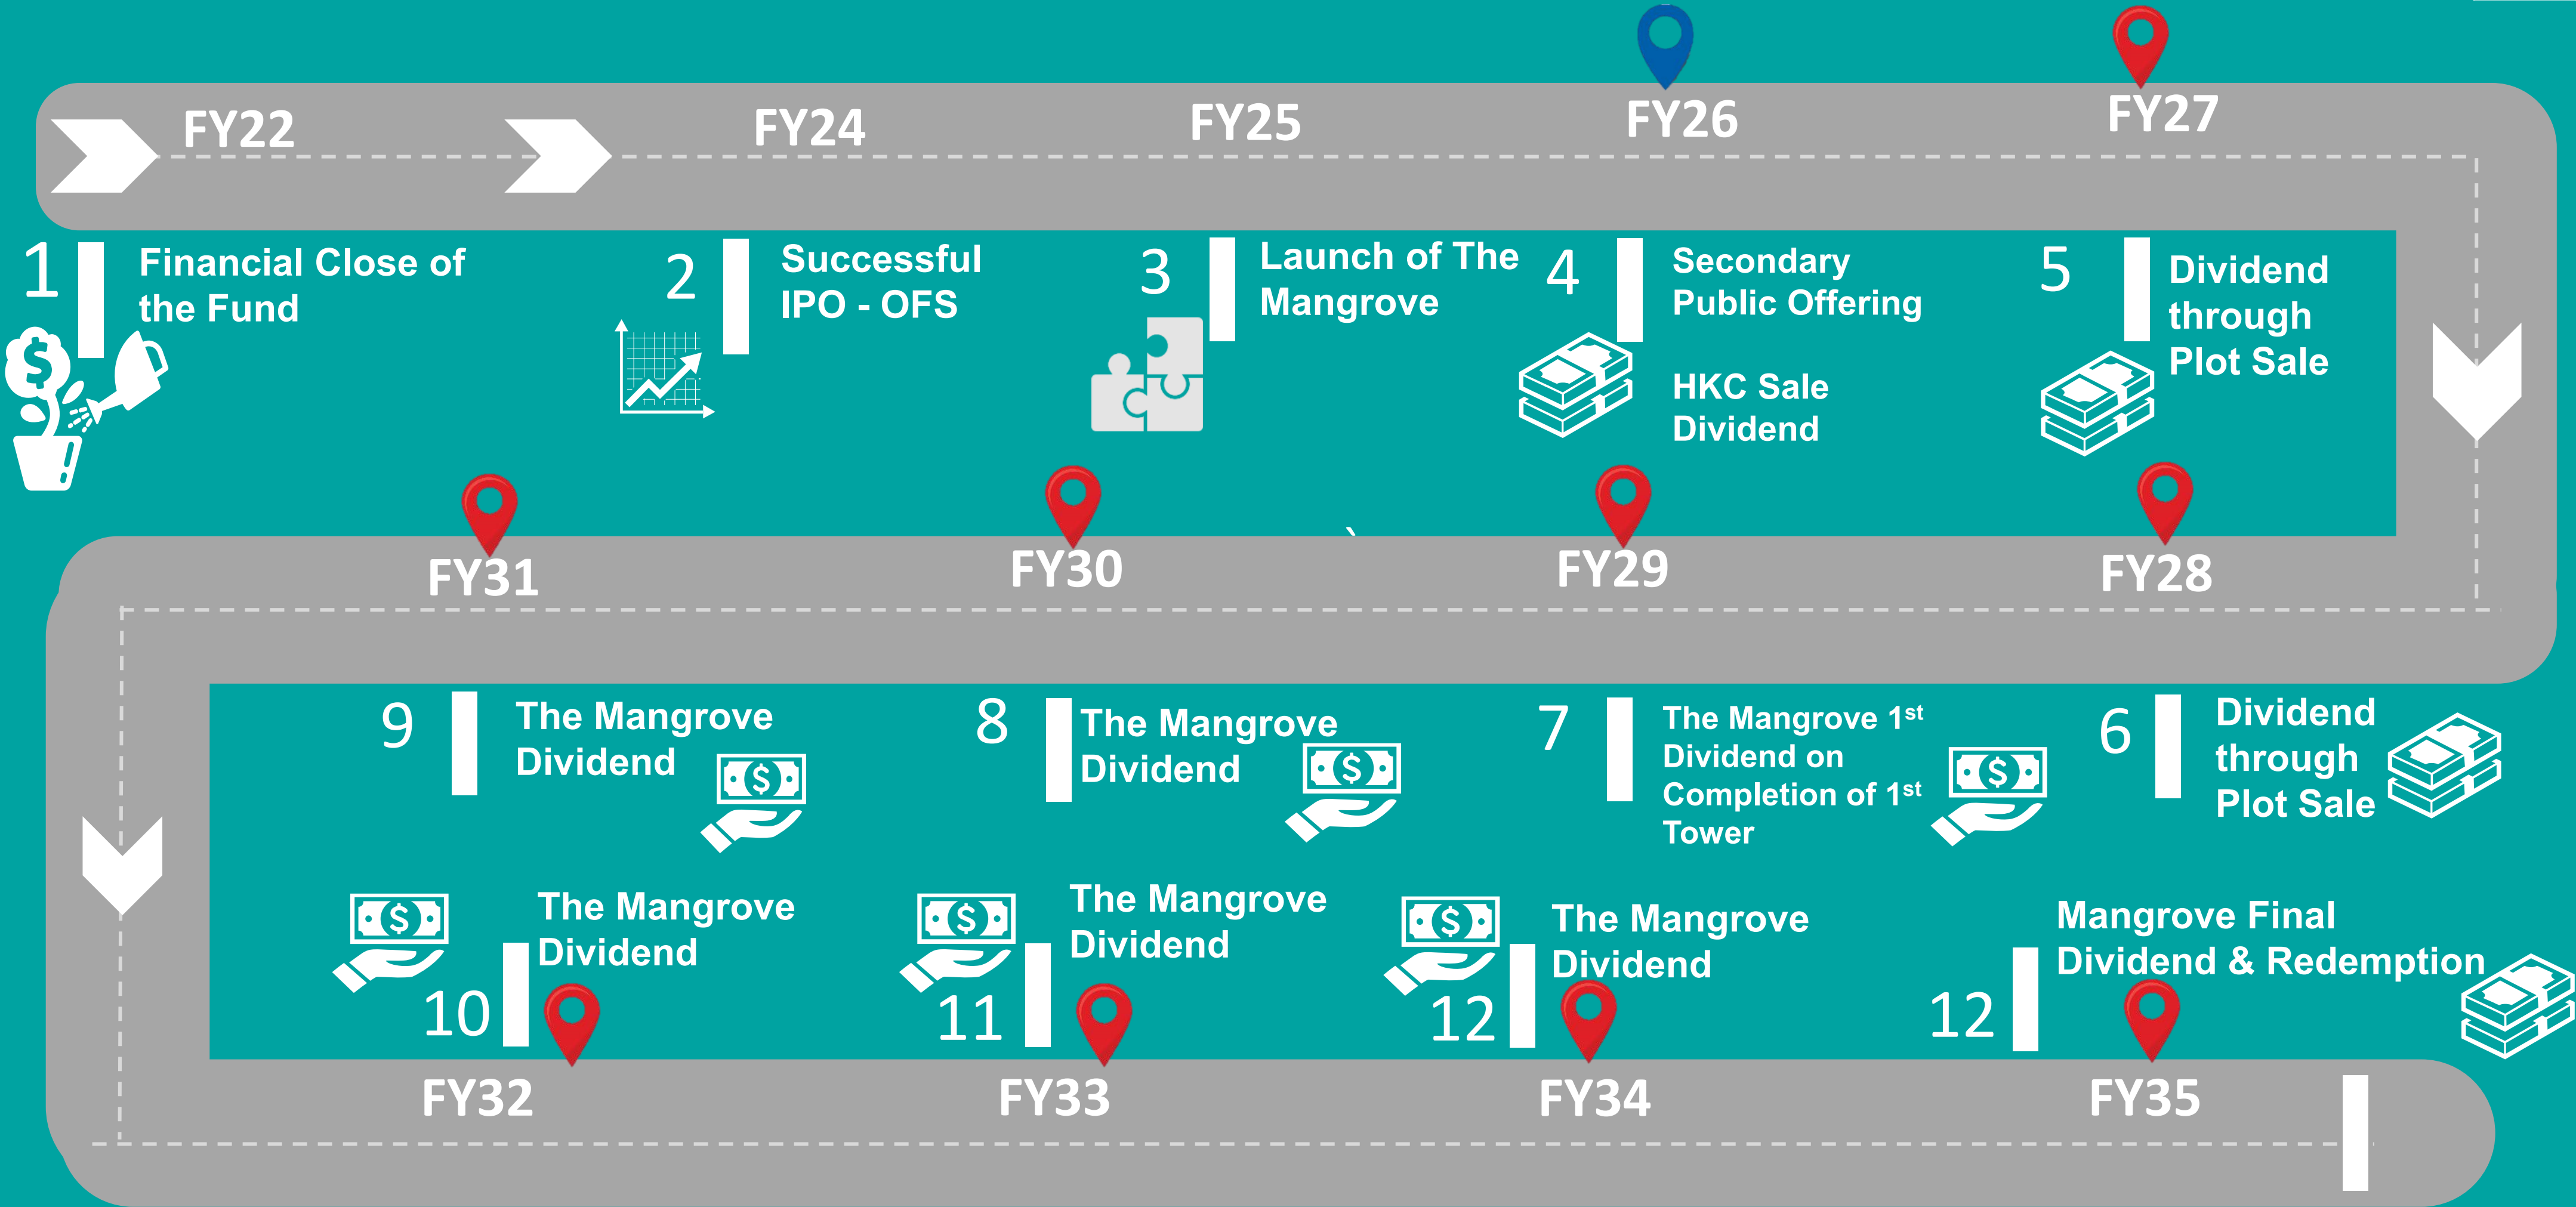 FY22
FY24
FY25
FY26
FY27
1
Financial Close of
the Fund
2
Successful
IPO - OFS
3
Launch of The
Mangrove
4
Secondary
Public Offering
HKC Sale
Dividend
5
Dividend
through
Plot Sale
FY31
FY30
`
FY29
FY28
9
The Mangrove
Dividend
8
The Mangrove
Dividend
7
The Mangrove 1st
Dividend on
Completion of 1st
Tower
6
Dividend
through
Plot Sale
10
The Mangrove
Dividend
11
The Mangrove
Dividend
12
The Mangrove
Dividend
12
Mangrove Final
Dividend & Redemption
FY32
FY33
FY34
FY35